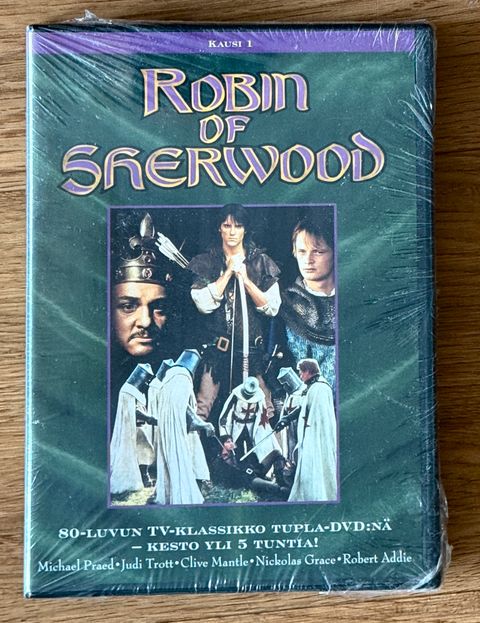 KAUSI 1
ROBIN
OF
SHERWOOD
80-LUVUN TV-KLASSIKKO TUPLA-DVD:NÄ
– KESTO YLI 5 TUNTIA!
Michael Praed•Judi Trott•Clive Mantle•Nickolas Grace•Robert Addie